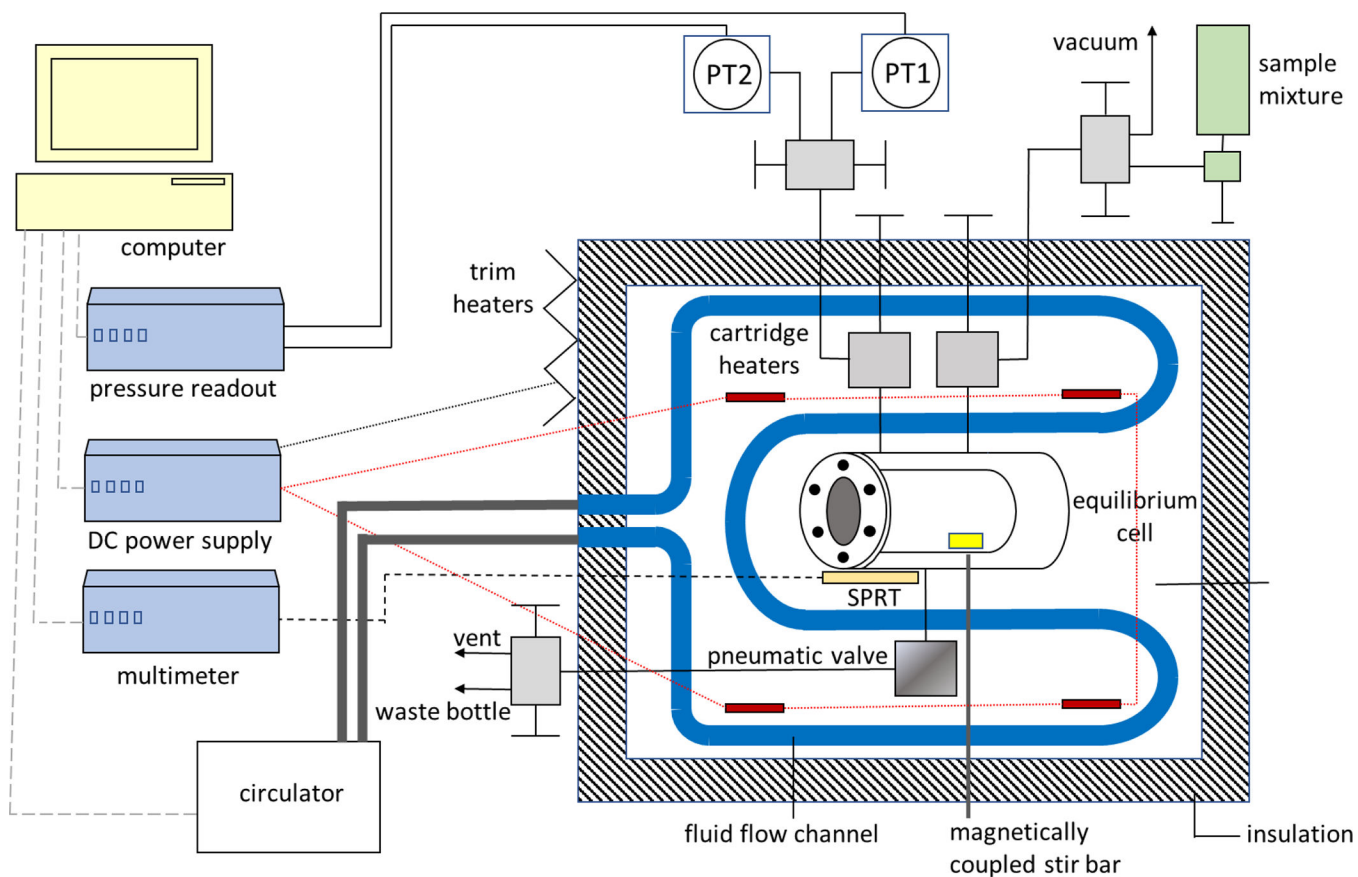 PT2
PT1
vacuum
sample
mixture
computer
trim
heaters
cartridge
heaters
pressure readout
equilibrium
cell
DC power supply
SPRT
vent
pneumatic valve
multimeter
waste bottle
circulator
fluid flow channel
magnetically
coupled stir bar
insulation